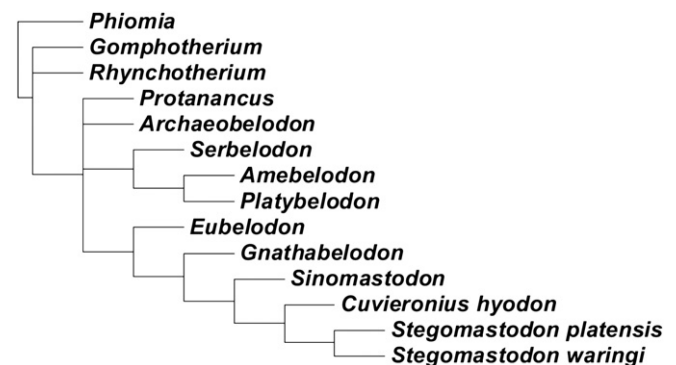 Phiomia
Gomphotherium
Rhynchotherium
Protanancus
Archaeobelodon
Serbelodon
Amebelodon
Platybelodon
Eubelodon
Gnathabelodon
Sinomastodon
Cuvieronius hyodon
Stegomastodon platensis
Stegomastodon waringi